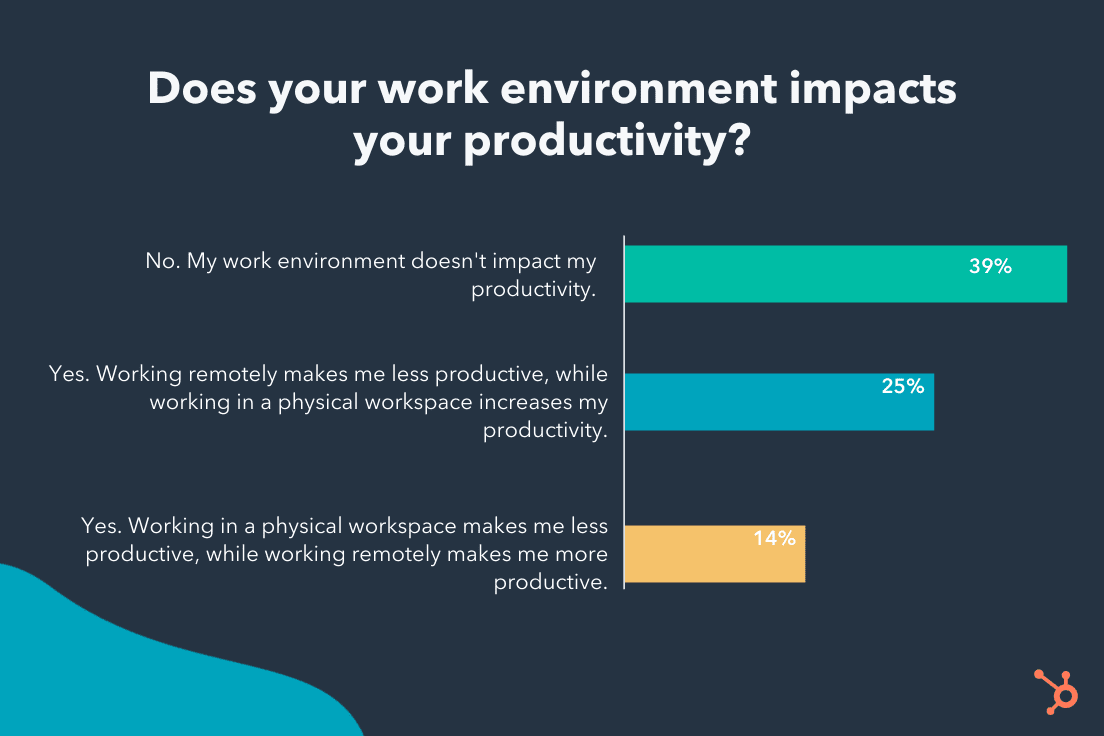 Does your work environment impacts
your productivity?
No. My work environment doesn't impact my
productivity.
39%
Yes. Working remotely makes me less productive, while
working in a physical workspace increases my
productivity.
25%
Yes. Working in a physical workspace makes me less
productive, while working remotely makes me more
productive.
14%